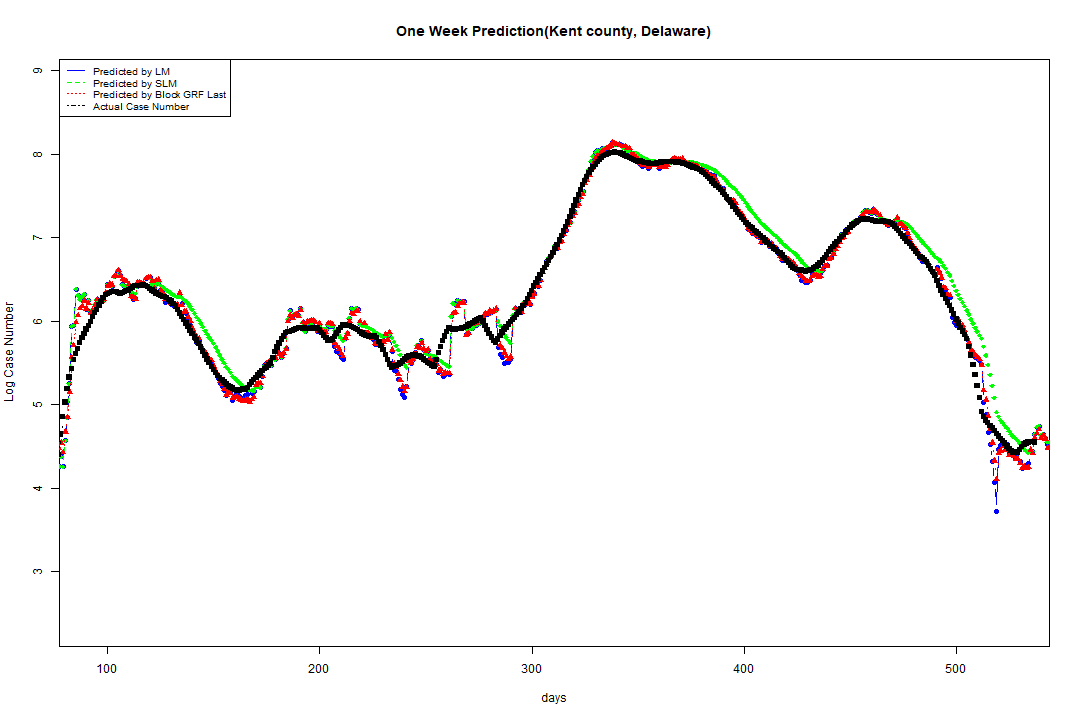 One Week Prediction(Kent county, Delaware)
Predicted by LM
Predicted by SLM
Predicted by Block GRF Last
Actual Case Number
Log Case Number
9
8
7
6
5
4
3
100 200 300 400 500
days